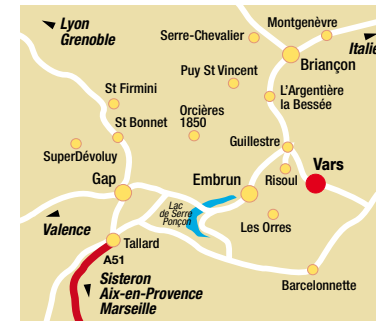 Lyon
Grenoble
Montgenèvre
Serre-Chevalier
Italie
Briançon
Puy St Vincent
St Firmini
L'Argentière
la Bessée
Orcières
1850
St Bonnet
Guillestre
SuperDévoluy
Vars
Gap
Embrun
Risoul
Lac
de Serre
Ponçon
Valence
Les Orres
Tallard
A51
Sisteron
Aix-en-Provence
Marseille
Barcelonnette